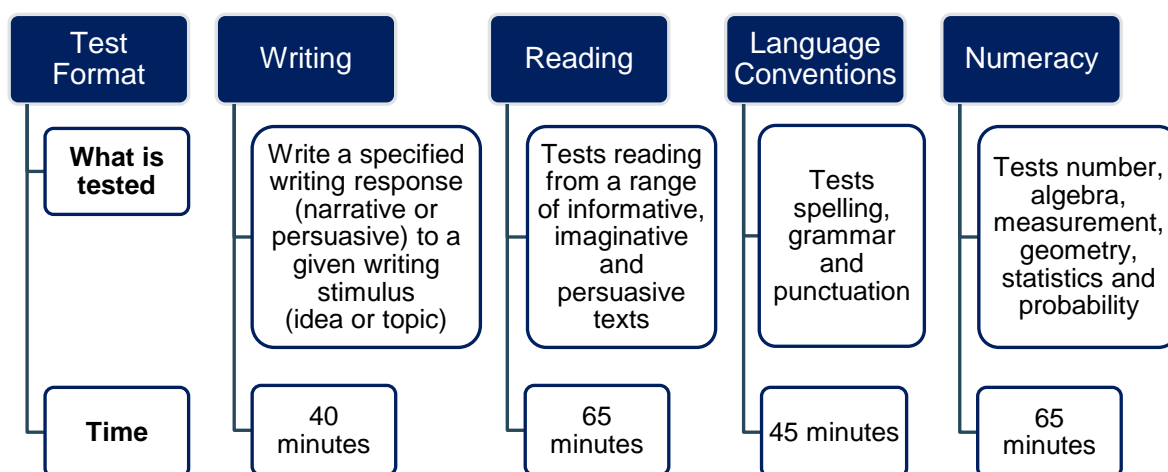 Test
Format
What is
tested
Time
Writing
Write a specified
writing response
(narrative or
persuasive) to a
given writing
stimulus
(idea or topic)
40
minutes
Reading
Tests reading
from a range
of informative,
imaginative
and
persuasive
texts
65
minutes
Language
Conventions
Tests
spelling,
grammar
and
punctuation
45 minutes
Numeracy
Tests number,
algebra,
measurement,
geometry,
statistics and
probability
65
minutes